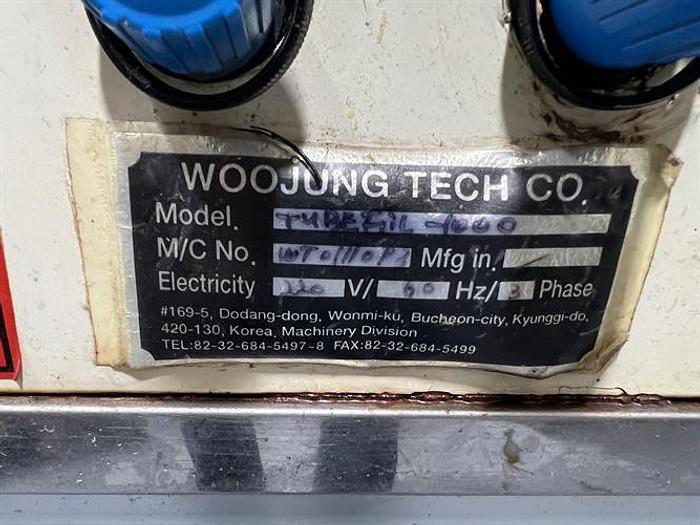 WOOJUNG TECH CO.
Model.
M/C No. Mfg in.
Electricity 220 V/ 60 Hz/ 3 Phase
#169-5, Dodang-dong, Wonmi-ku, Bucheon-city, Kyunggi-do,
420-130, Korea, Machinery Division
TEL:82-32-684-5497~8 FAX:82-32-684-5499